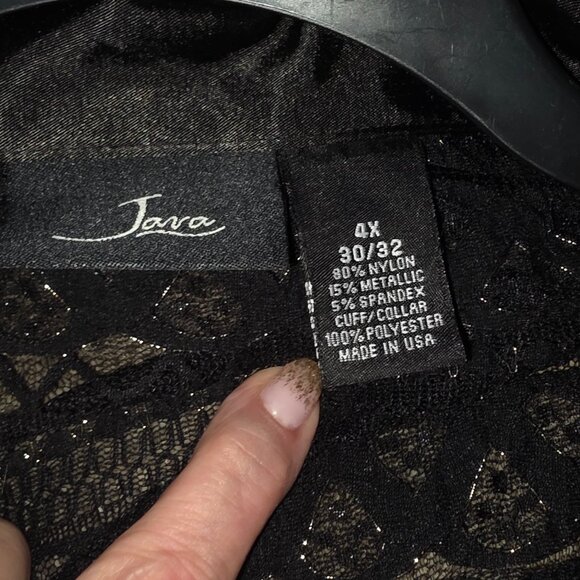 Java
4X
30/32
80% NYLON
15% METALLIC
5% SPANDEX
CUFF/COLLAR
100% POLYESTER
MADE IN USA